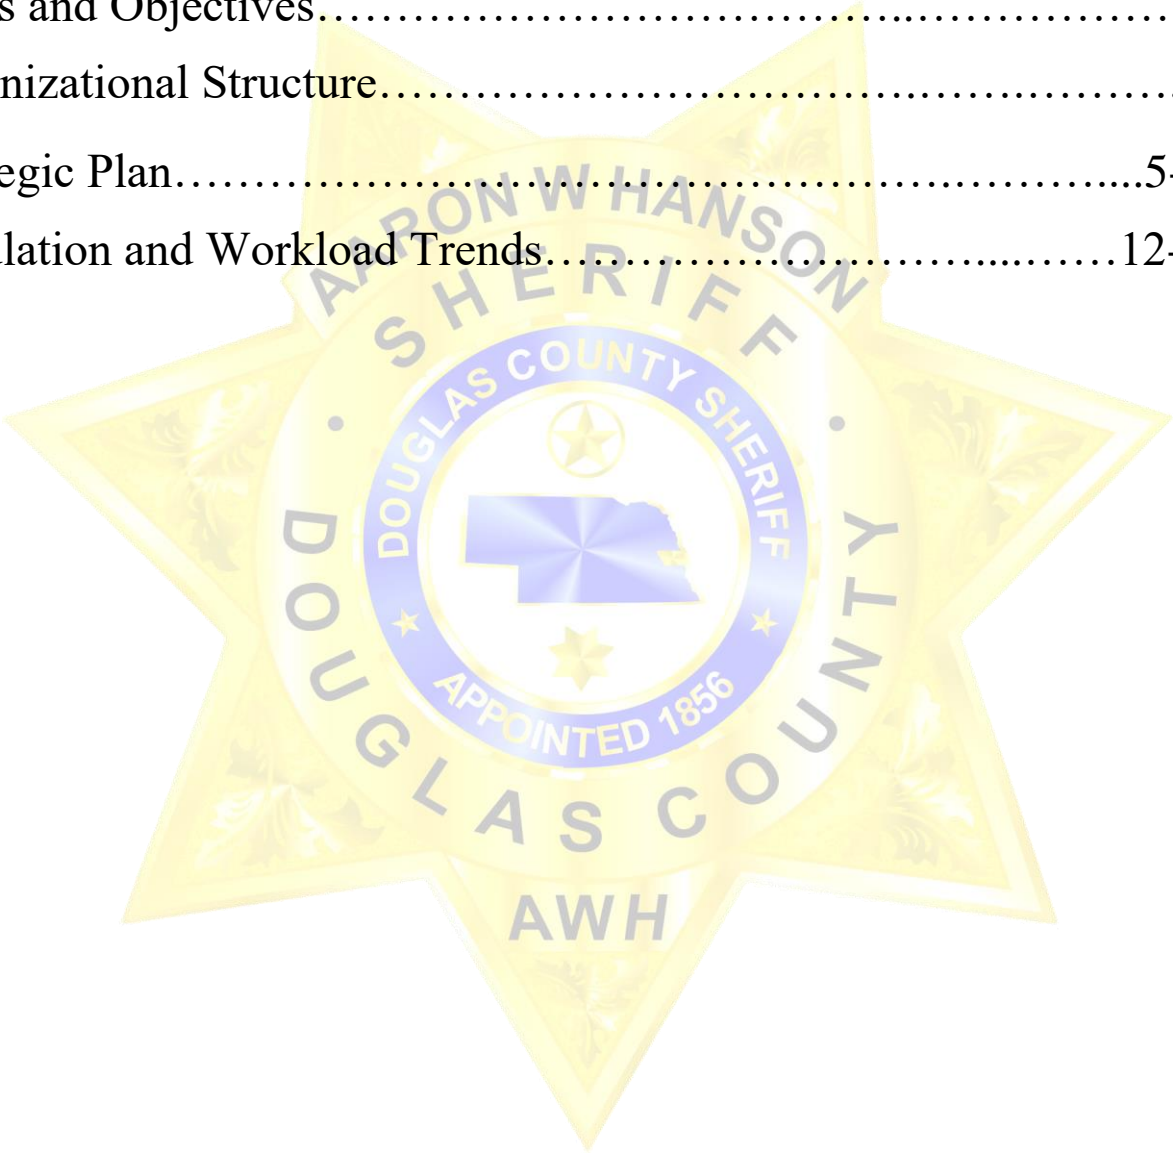 s and Objectives…………………………………..………………
nizational Structure…………………………….…….………….
egic Plan……………….……………………………….………....5-
ulation and Workload Trends………………………....……12-
AARON W HANSON
SHERIFF
DOUGLAS COUNTY SHERIFF
APPOINTED 1856
DOUGLAS COUNTY
AWH